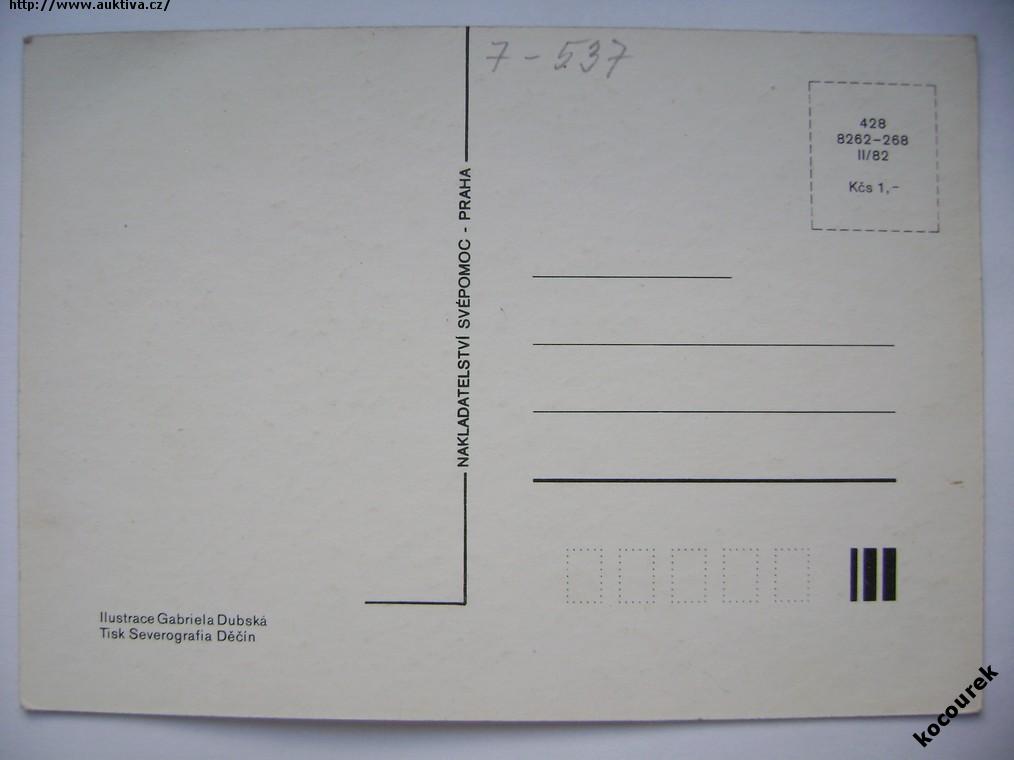 http://www.auktiva.cz/
7-537
428
8262-268
II/82
Kčs 1,-
NAKLADATELSTVÍ SVÉPOMOC - PRAHA
Ilustrace Gabriela Dubská
Tisk Severografia Děčín
kocourek